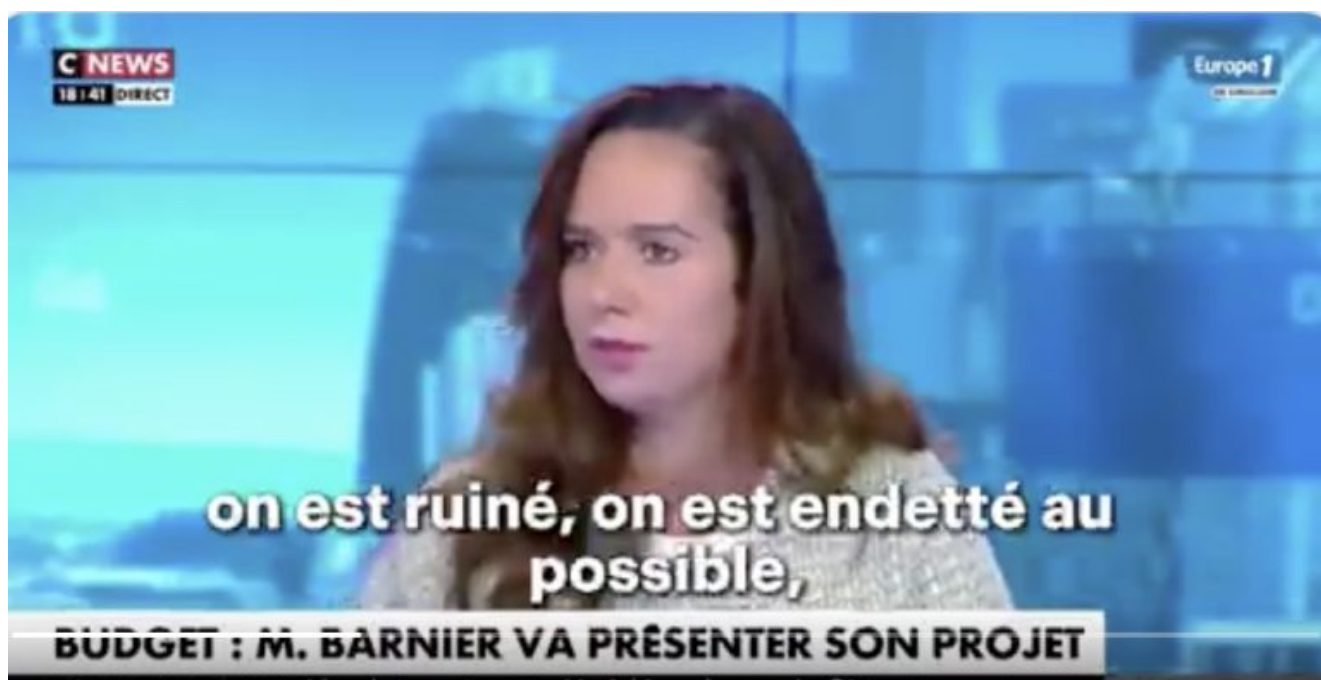 C NEWS
18:41 DIRECT
Europe 1
on est ruiné, on est endetté au
possible,
BUDGET : M. BARNIER VA PRÉSENTER SON PROJET